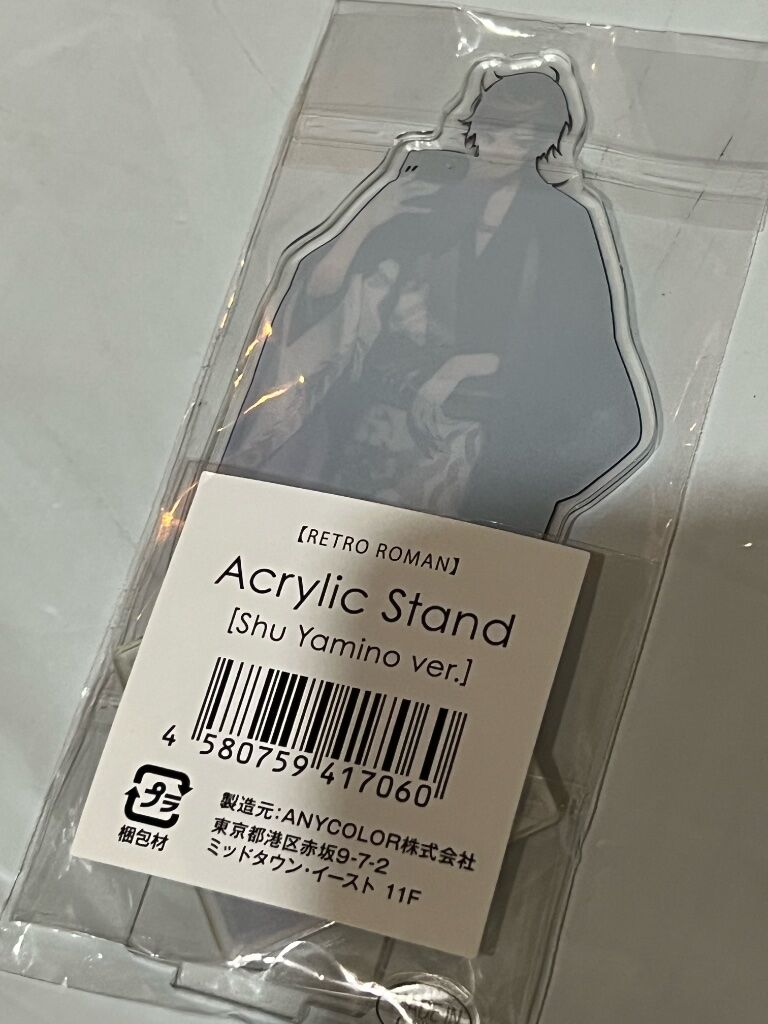 【RETRO ROMAN】
Acrylic Stand
[Shu Yamino ver.]
4 580759 417060
プラ
梱包材
製造元:ANYCOLOR株式会社
東京都港区赤坂9-7-2
ミッドタウン・イースト 11F
MADE IN